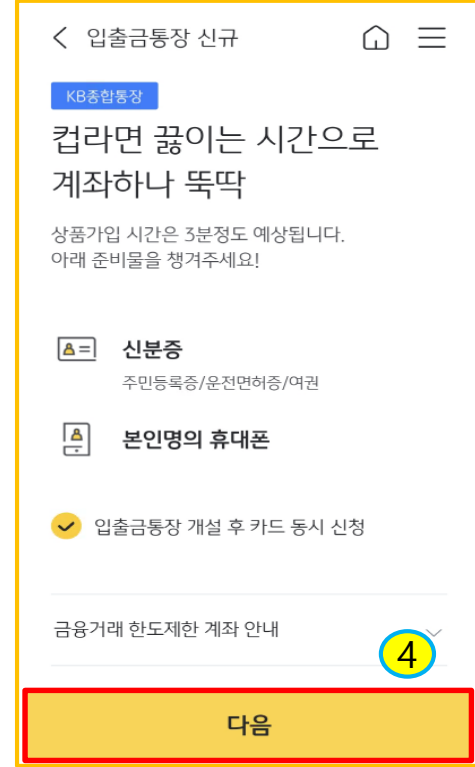 입출금통장 신규
KB종합통장
컵라면 끓이는 시간으로
계좌하나 뚝딱
상품가입 시간은 3분정도 예상됩니다.
아래 준비물을 챙겨주세요!
신분증
주민등록증/운전면허증/여권
본인명의 휴대폰
입출금통장 개설 후 카드 동시 신청
금융거래 한도제한 계좌 안내
4
다음